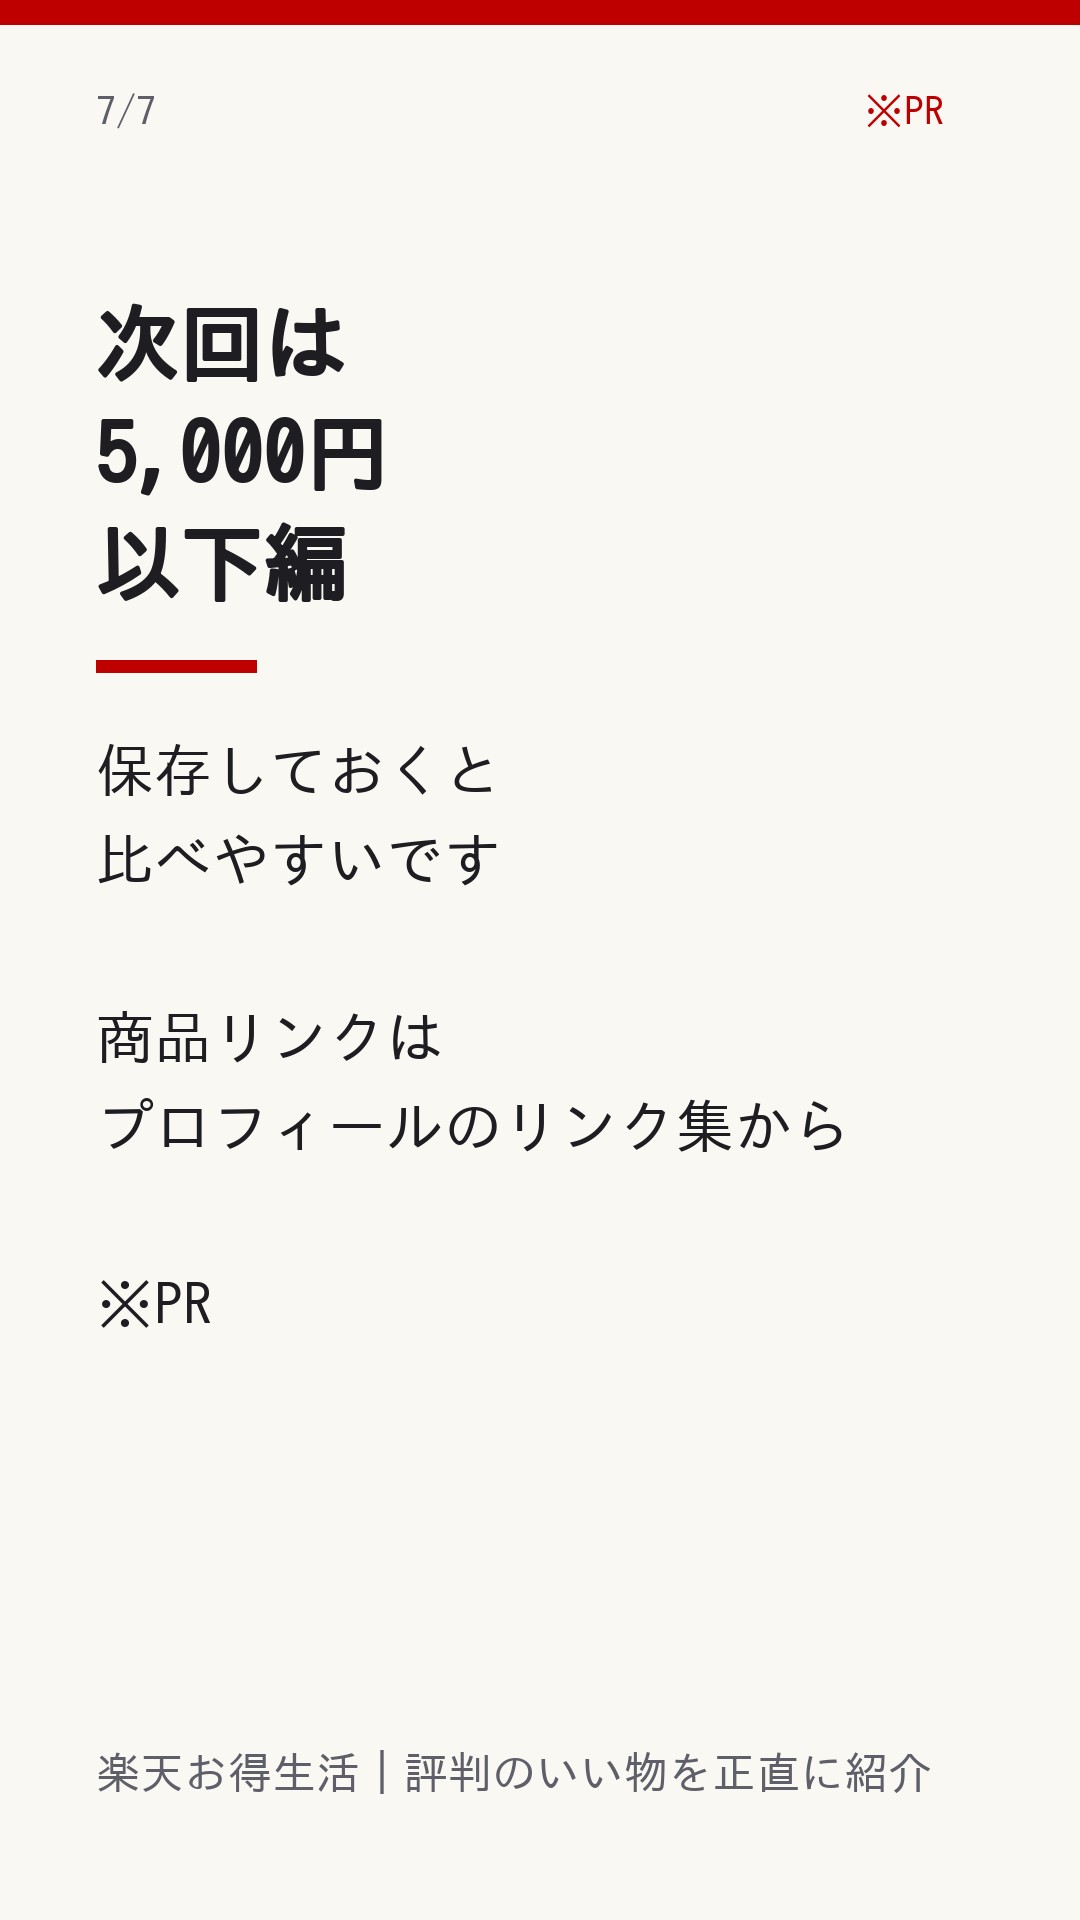 7/7
※PR
次回は
5,000円
以下編
保存しておくと
比べやすいです
商品リンクは
プロフィールのリンク集から
※PR
楽天お得生活｜評判のいい物を正直に紹介